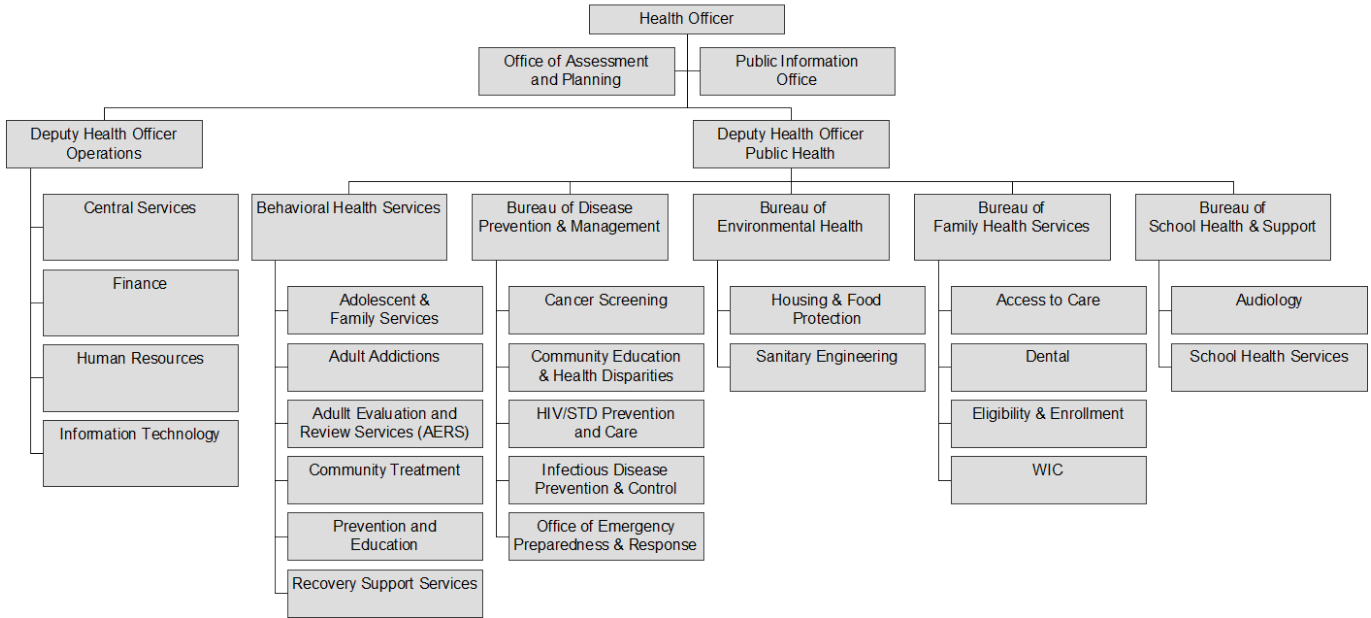 Health Officer
Office of Assessment
and Planning
Public Information
Office
Deputy Health Officer
Operations
Deputy Health Officer
Public Health
Central Services
Finance
Human Resources
Information Technology
Behavioral Health Services
Adolescent &
Family Services
Adult Addictions
Adullt Evaluation and
Review Services (AERS)
Community Treatment
Prevention and
Education
Recovery Support Services
Bureau of Disease
Prevention & Management
Cancer Screening
Community Education
& Health Disparities
HIV/STD Prevention
and Care
Infectious Disease
Prevention & Control
Office of Emergency
Preparedness & Response
Bureau of
Environmental Health
Housing & Food
Protection
Sanitary Engineering
Bureau of
Family Health Services
Access to Care
Dental
Eligibility & Enrollment
WIC
Bureau of
School Health & Support
Audiology
School Health Services